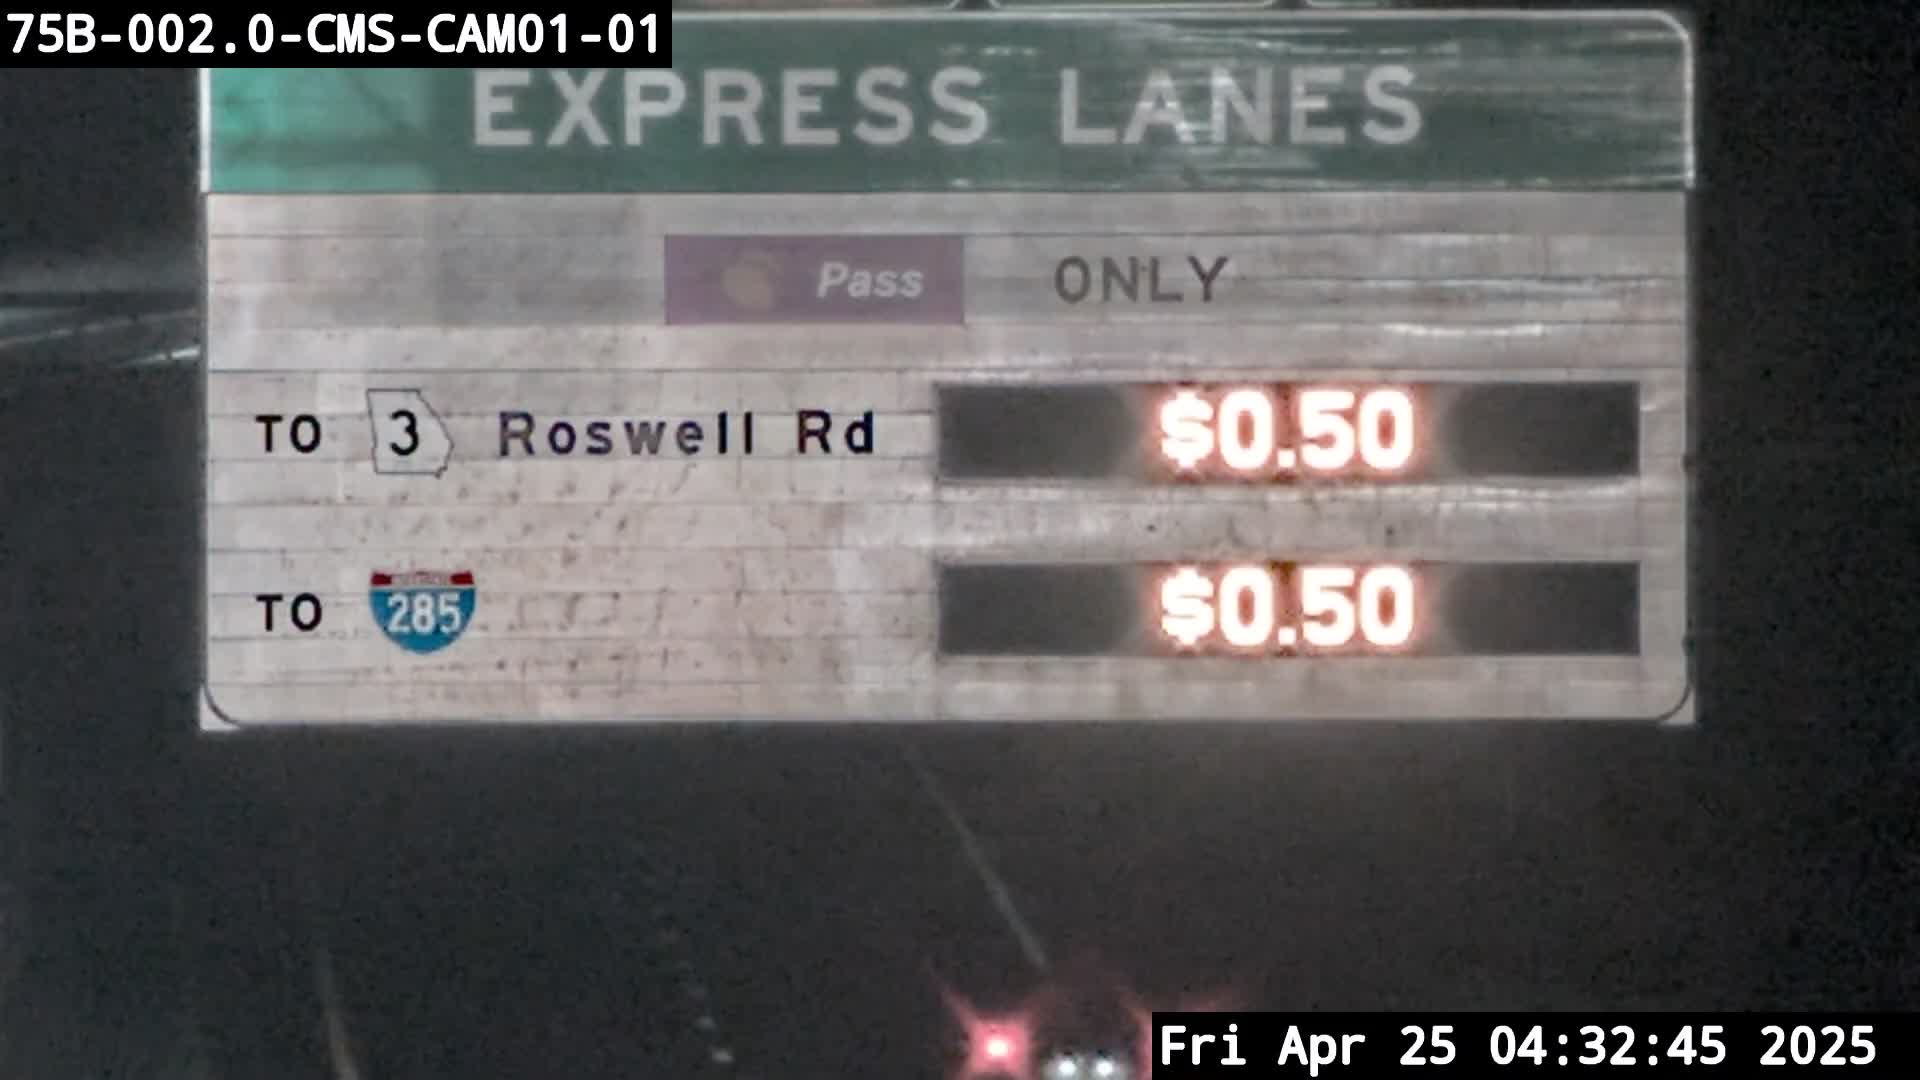 75B-002.0-CMS-CAM01-01
EXPRESS LANES
Pass ONLY
TO 3 Roswell Rd $0.50
TO 285 $0.50
Fri Apr 25 04:32:45 2025